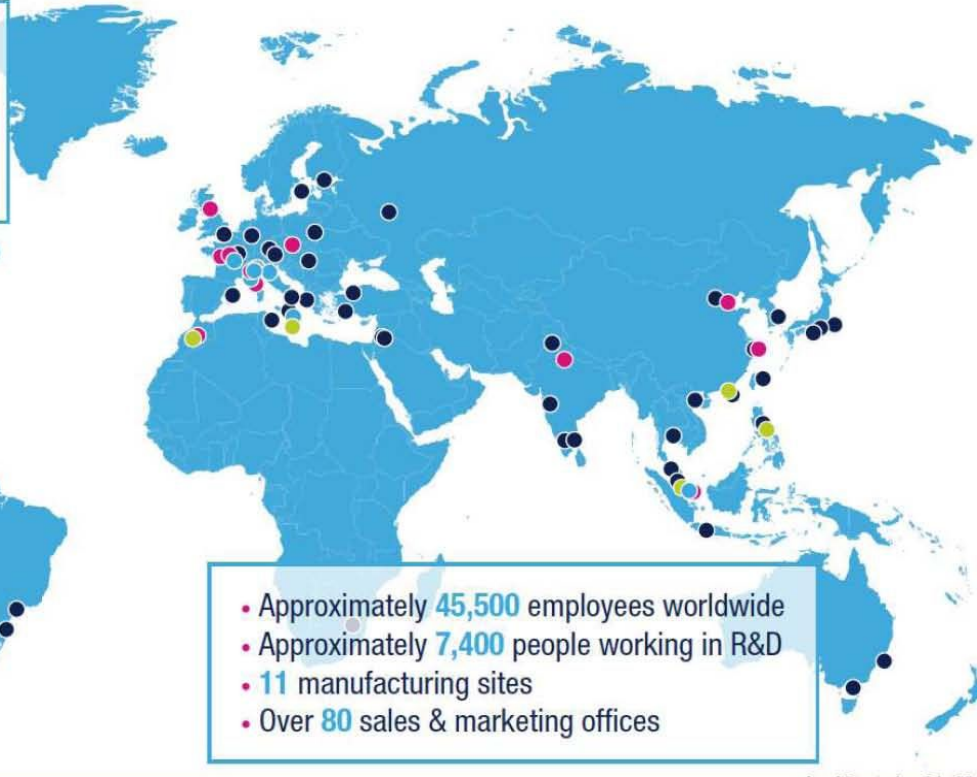 • Approximately 45,500 employees worldwide
• Approximately 7,400 people working in R&D
• 11 manufacturing sites
• Over 80 sales & marketing offices